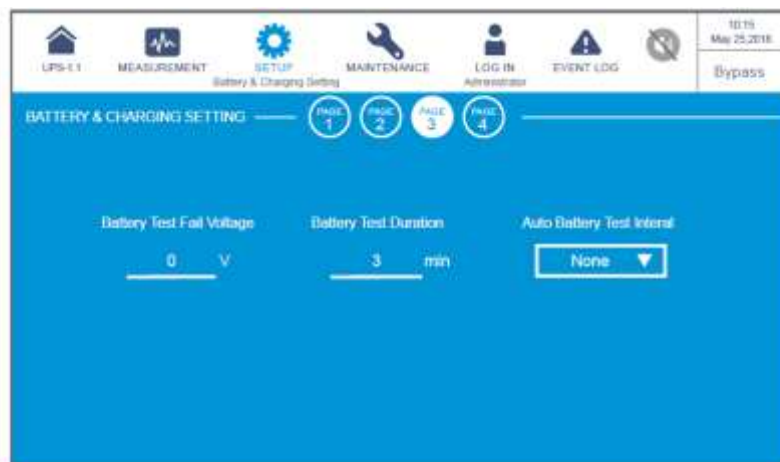 10:15
May 25,2018
UPS-1.1 MEASUREMENT SETUP MAINTENANCE LOG IN EVENT LOG
Battery & Charging Setting Administrator
Bypass
BATTERY & CHARGING SETTING PAGE 1 PAGE 2 PAGE 3 PAGE 4
Battery Test Fail Voltage Battery Test Duration Auto Battery Test Interal
0 V 3 min None